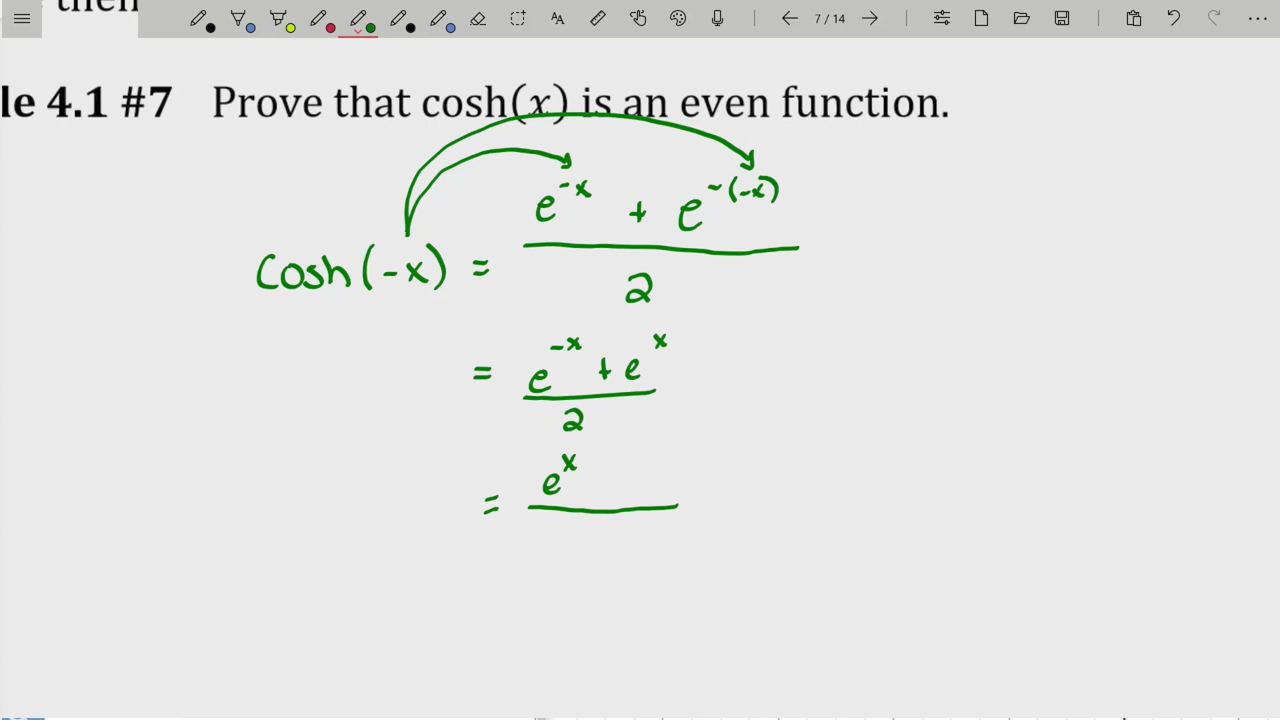 then
7 / 14
le 4.1 #7 Prove that cosh(x) is an even function.
cosh(-x) = (e^{-x} + e^{-(-x)}) / 2
= (e^{-x} + e^{x}) / 2
= e^{x}